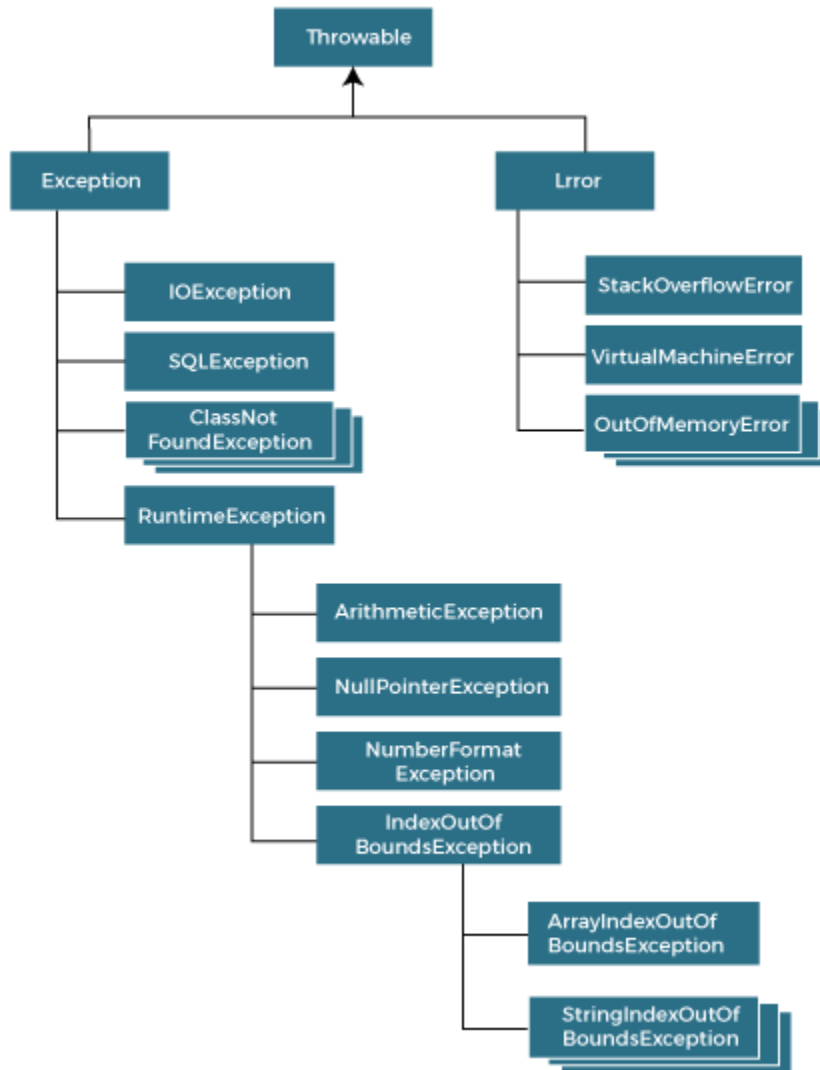 Throwable
Exception
Lrror
IOException
StackOverflowError
SQLException
VirtualMachineError
ClassNot
FoundException
OutOfMemoryError
RuntimeException
ArithmeticException
NullPointerException
NumberFormat
Exception
IndexOutOf
BoundsException
ArrayIndexOutOf
BoundsException
StringIndexOutOf
BoundsException